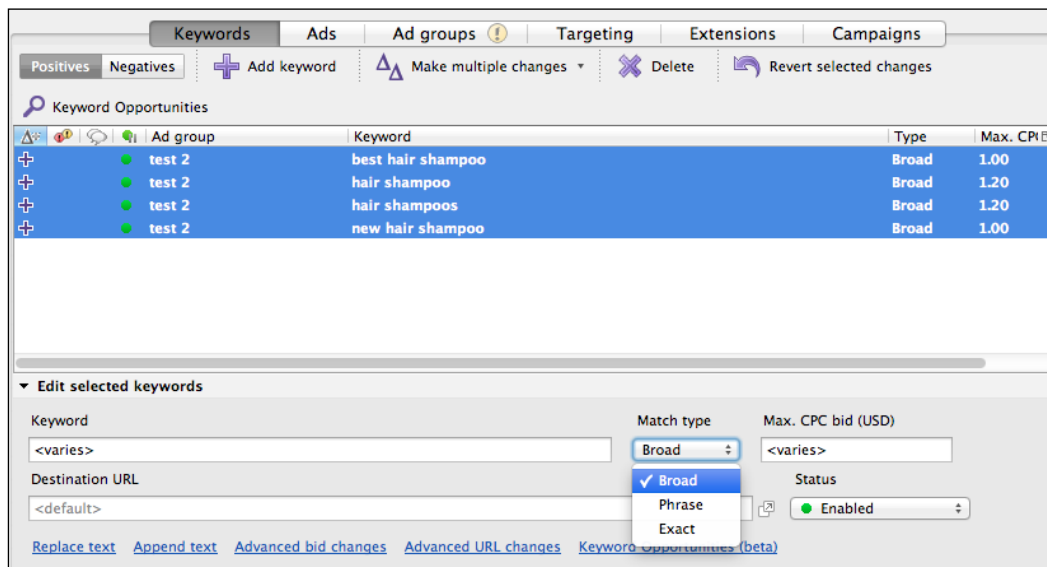 Keywords Ads Ad groups Targeting Extensions Campaigns
Positives Negatives Add keyword Make multiple changes Delete Revert selected changes
Keyword Opportunities
Ad group Keyword Type Max. CPC
test 2 best hair shampoo Broad 1.00
test 2 hair shampoo Broad 1.20
test 2 hair shampoos Broad 1.20
test 2 new hair shampoo Broad 1.00
Edit selected keywords
Keyword Match type Max. CPC bid (USD)
<varies> Broad <varies>
Destination URL Broad Status
<default> Phrase Enabled
Exact
Replace text Append text Advanced bid changes Advanced URL changes Keyword Opportunities (beta)